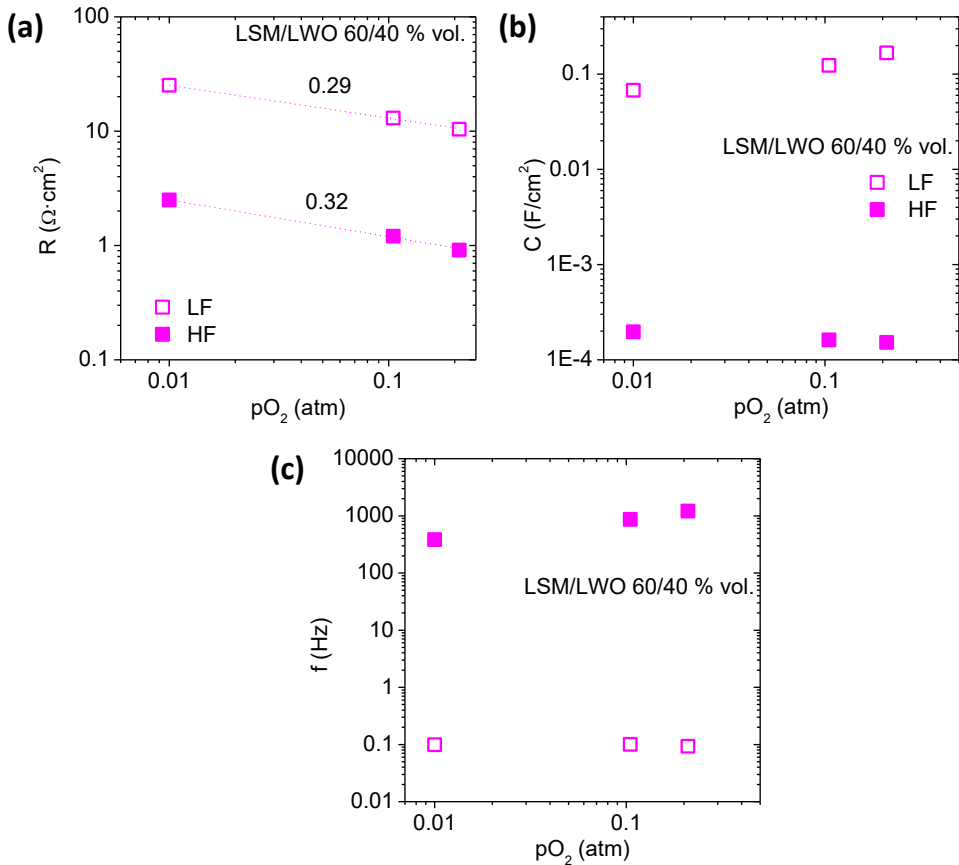 (a)
LSM/LWO 60/40 % vol.
100
10
1
0.1
R (Ω·cm²)
0.29
0.32
LF
HF
0.01
0.1
pO₂ (atm)
(b)
0.1
0.01
1E-3
1E-4
C (F/cm²)
LSM/LWO 60/40 % vol.
LF
HF
0.01
0.1
pO₂ (atm)
(c)
10000
1000
100
10
1
0.1
0.01
f (Hz)
LSM/LWO 60/40 % vol.
0.01
0.1
pO₂ (atm)